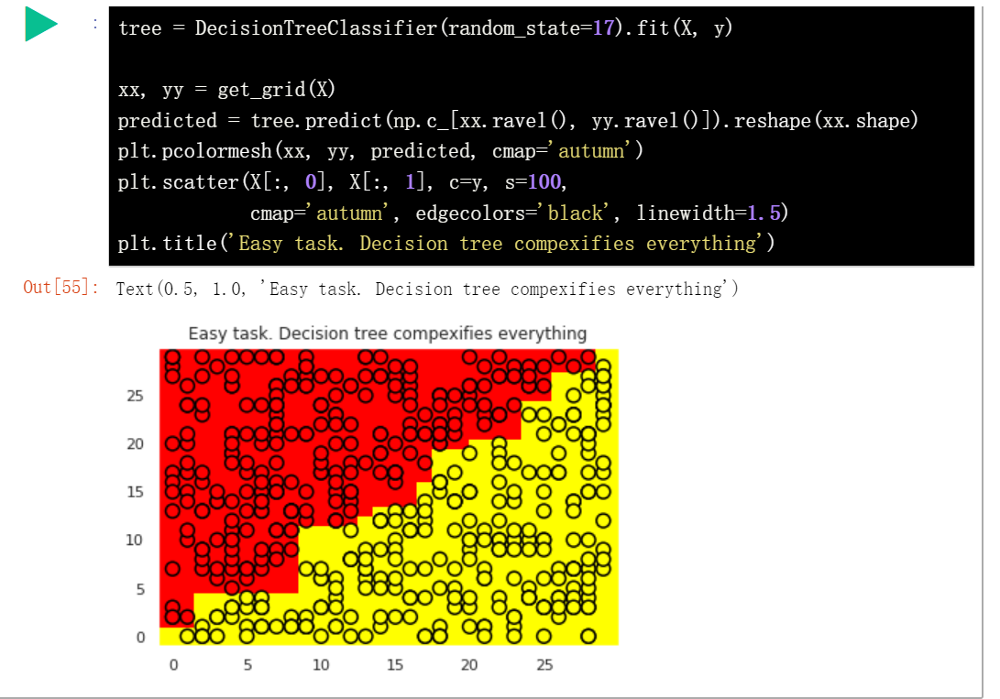 :
tree = DecisionTreeClassifier(random_state=17).fit(X, y)
xx, yy = get_grid(X)
predicted = tree.predict(np.c_[xx.ravel(), yy.ravel()]).reshape(xx.shape)
plt.pcolormesh(xx, yy, predicted, cmap='autumn')
plt.scatter(X[:, 0], X[:, 1], c=y, s=100,
cmap='autumn', edgecolors='black', linewidth=1.5)
plt.title('Easy task. Decision tree compexifies everything')
Out[55]: Text(0.5, 1.0, 'Easy task. Decision tree compexifies everything')
Easy task. Decision tree compexifies everything
25
20
15
10
5
0
0 5 10 15 20 25